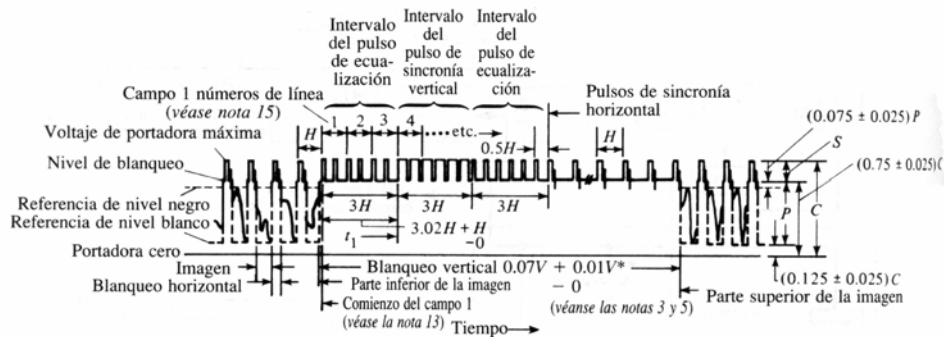 Intervalo
del pulso
de ecua-
lización
Intervalo
del
pulso de
sincronía
vertical
Intervalo
del
pulso de
ecualiza-
ción
Campo 1 números de línea
(véase nota 15)
Pulsos de sincronía
horizontal
1 2 3 4 etc.
H
0.5H
H
(0.075 ± 0.025) P
S
(0.75 ± 0.025) C
Voltaje de portadora máxima
Nivel de blanqueo
Referencia de nivel negro
Referencia de nivel blanco
3H 3H 3H
P C
3.02H + H
- 0
t1
Portadora cero
Imagen
Blanqueo horizontal
Blanqueo vertical 0.07V + 0.01V*
- 0
(0.125 ± 0.025) C
Parte inferior de la imagen
(véanse las notas 3 y 5)
Parte superior de la imagen
Comienzo del campo 1
(véase la nota 13)
Tiempo